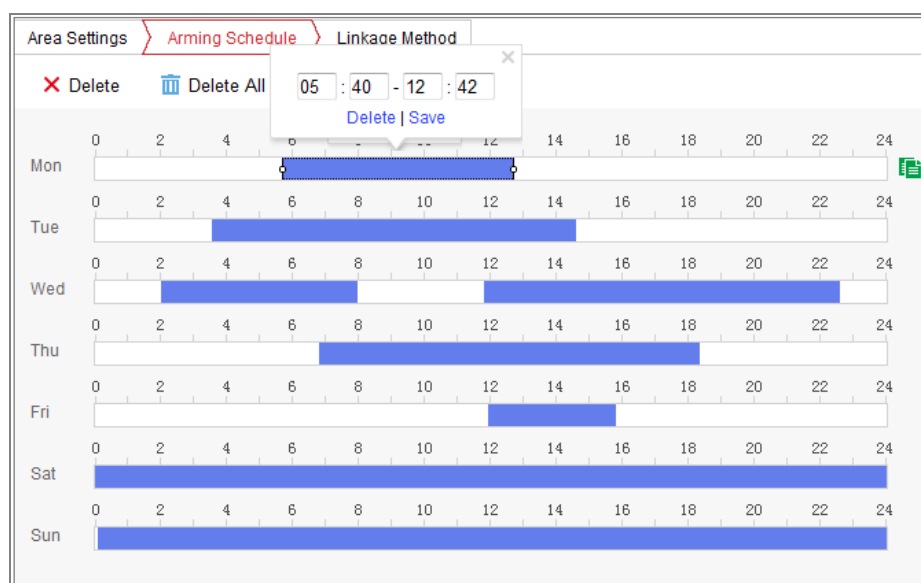 Area Settings Arming Schedule Linkage Method
Delete Delete All
05 : 40 - 12 : 42
Delete | Save
0 2 4 6 8 10 12 14 16 18 20 22 24
Mon
0 2 4 6 8 10 12 14 16 18 20 22 24
Tue
0 2 4 6 8 10 12 14 16 18 20 22 24
Wed
0 2 4 6 8 10 12 14 16 18 20 22 24
Thu
0 2 4 6 8 10 12 14 16 18 20 22 24
Fri
0 2 4 6 8 10 12 14 16 18 20 22 24
Sat
0 2 4 6 8 10 12 14 16 18 20 22 24
Sun